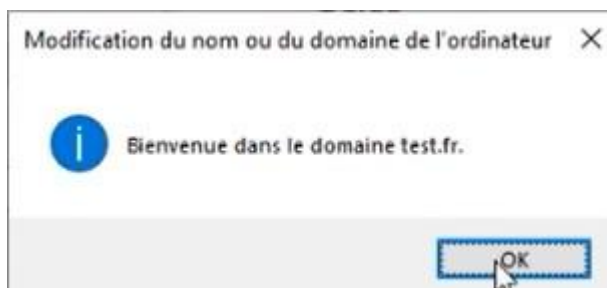 Modification du nom ou du domaine de l'ordinateur
Bienvenue dans le domaine test.fr.
OK